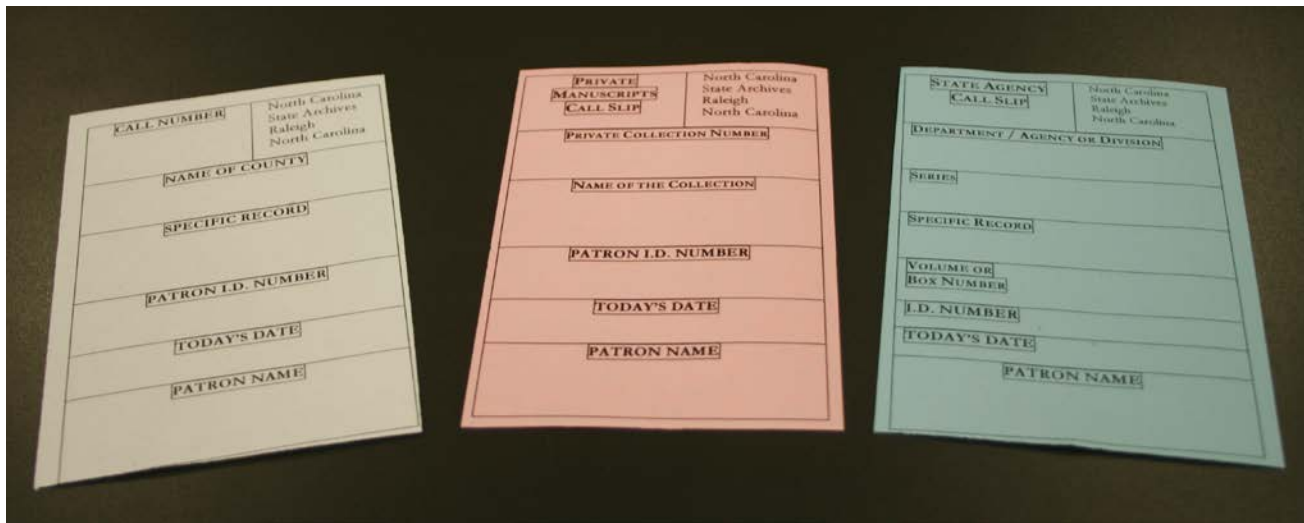 CALL NUMBER
North Carolina
State Archives
Raleigh
North Carolina
NAME OF COUNTY
SPECIFIC RECORD
PATRON I.D. NUMBER
TODAY'S DATE
PATRON NAME
PRIVATE
MANUSCRIPTS
CALL SLIP
North Carolina
State Archives
Raleigh
North Carolina
PRIVATE COLLECTION NUMBER
NAME OF THE COLLECTION
PATRON I.D. NUMBER
TODAY'S DATE
PATRON NAME
STATE AGENCY
CALL SLIP
North Carolina
State Archives
Raleigh
North Carolina
DEPARTMENT / AGENCY OR DIVISION
SERIES
SPECIFIC RECORD
VOLUME OR
BOX NUMBER
I.D. NUMBER
TODAY'S DATE
PATRON NAME